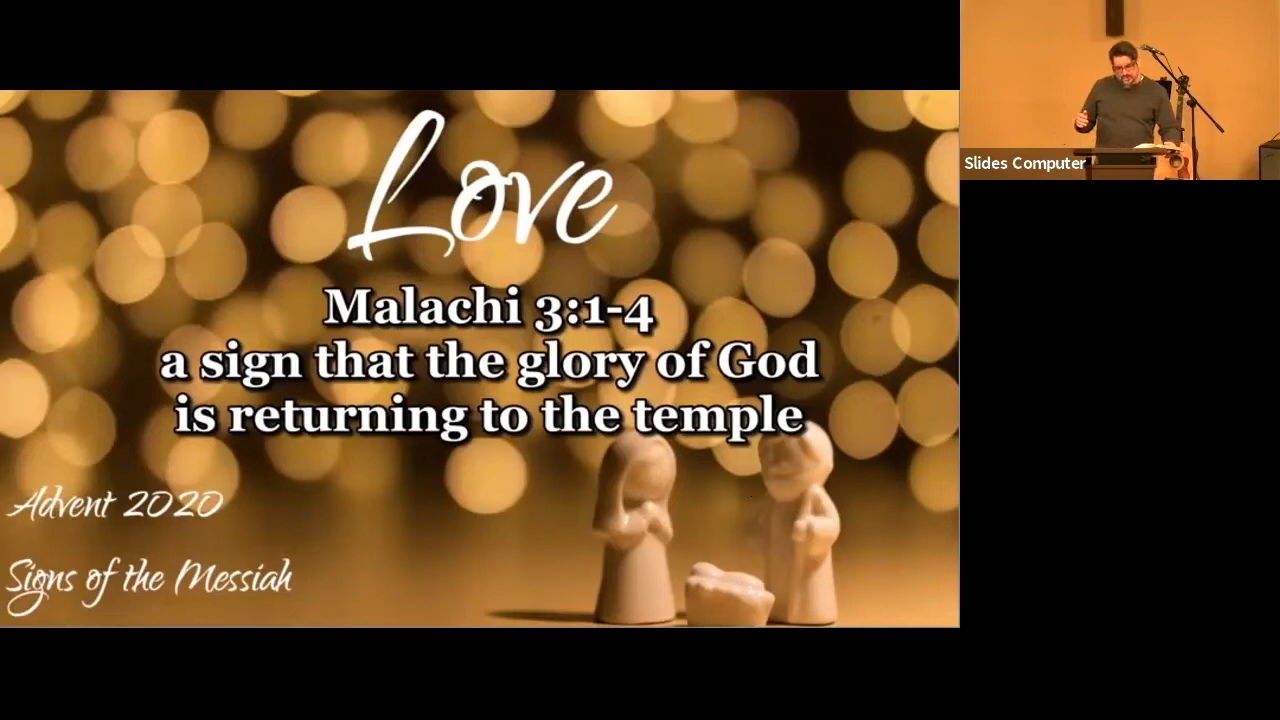 Love
Malachi 3:1-4
a sign that the glory of God
is returning to the temple
Advent 2020
Signs of the Messiah
Slides Computer